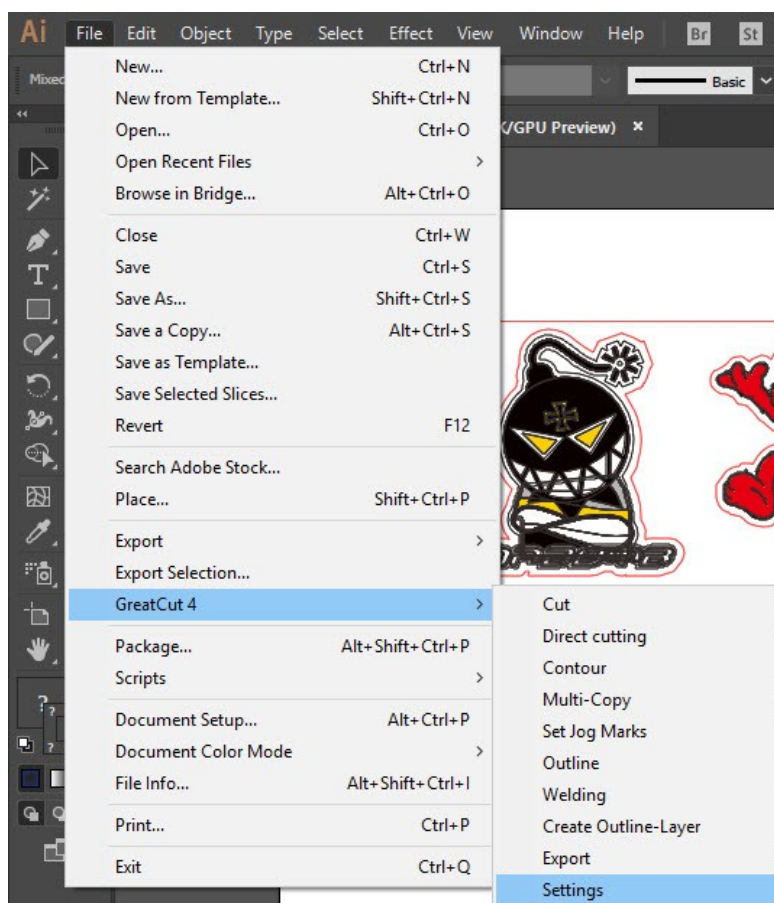 Ai File Edit Object Type Select Effect View Window Help Br St
Mixed Basic
New... Ctrl+N
New from Template... Shift+Ctrl+N
/GPU Preview) ×
Open... Ctrl+O
Open Recent Files
Browse in Bridge... Alt+Ctrl+O
Close Ctrl+W
Save Ctrl+S
Save As... Shift+Ctrl+S
Save a Copy... Alt+Ctrl+S
Save as Template...
Save Selected Slices...
Revert F12
Search Adobe Stock...
Place... Shift+Ctrl+P
Export
Export Selection...
GreatCut 4
Package... Alt+Shift+Ctrl+P
Scripts
Document Setup... Alt+Ctrl+P
Document Color Mode
File Info... Alt+Shift+Ctrl+I
Print... Ctrl+P
Exit Ctrl+Q
Cut
Direct cutting
Contour
Multi-Copy
Set Jog Marks
Outline
Welding
Create Outline-Layer
Export
Settings